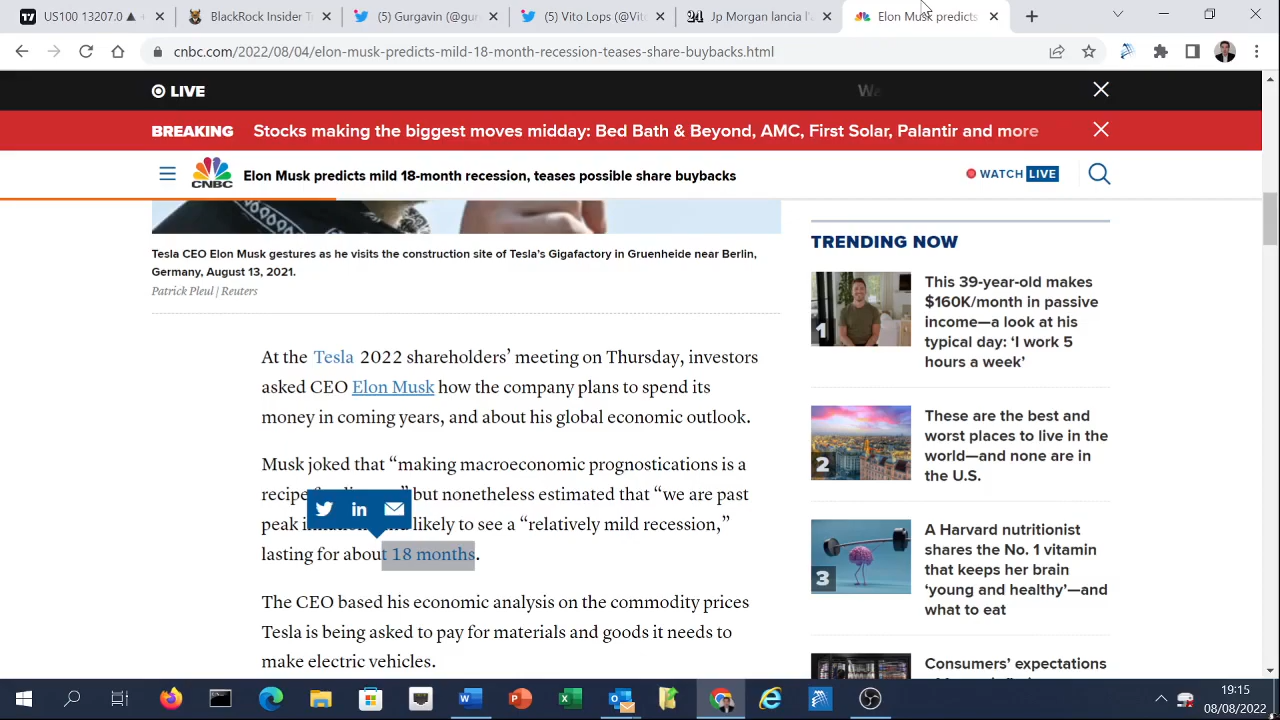 US100 13207.0 ▲
BlackRock Insider T
(5) Gurgavin (@gur
(5) Vito Lops (@Vit
Jp Morgan lancia l'
Elon Musk predicts
cnbc.com/2022/08/04/elon-musk-predicts-mild-18-month-recession-teases-share-buybacks.html
LIVE
BREAKING Stocks making the biggest moves midday: Bed Bath & Beyond, AMC, First Solar, Palantir and more
CNBC
Elon Musk predicts mild 18-month recession, teases possible share buybacks
WATCH LIVE
Tesla CEO Elon Musk gestures as he visits the construction site of Tesla's Gigafactory in Gruenheide near Berlin,
Germany, August 13, 2021.
Patrick Pleul | Reuters
At the Tesla 2022 shareholders' meeting on Thursday, investors
asked CEO Elon Musk how the company plans to spend its
money in coming years, and about his global economic outlook.
Musk joked that “making macroeconomic prognostications is a
recipe but nonetheless estimated that “we are past
peak likely to see a “relatively mild recession,”
lasting for about 18 months.
The CEO based his economic analysis on the commodity prices
Tesla is being asked to pay for materials and goods it needs to
make electric vehicles.
TRENDING NOW
1
This 39-year-old makes
$160K/month in passive
income—a look at his
typical day: ‘I work 5
hours a week’
2
These are the best and
worst places to live in the
world—and none are in
the U.S.
3
A Harvard nutritionist
shares the No. 1 vitamin
that keeps her brain
‘young and healthy’—and
what to eat
Consumers’ expectations
19:15
08/08/2022